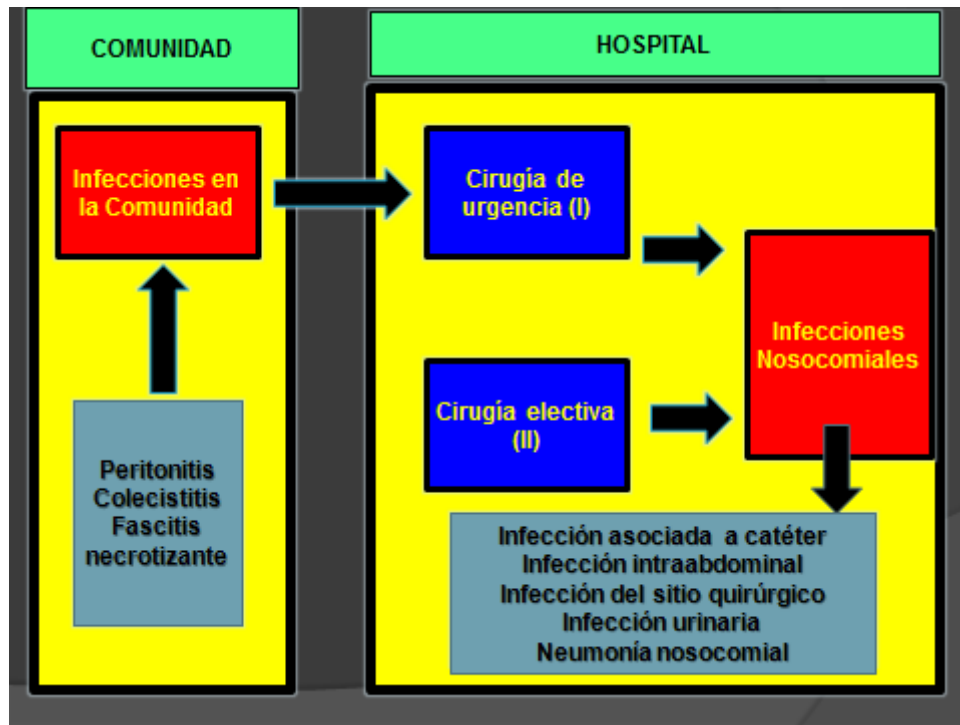 COMUNIDAD
Infecciones en
la Comunidad
Peritonitis
Colecistitis
Fascitis
necrotizante
HOSPITAL
Cirugía de
urgencia (I)
Cirugía electiva
(II)
Infecciones
Nosocomiales
Infección asociada a catéter
Infección intraabdominal
Infección del sitio quirúrgico
Infección urinaria
Neumonía nosocomial